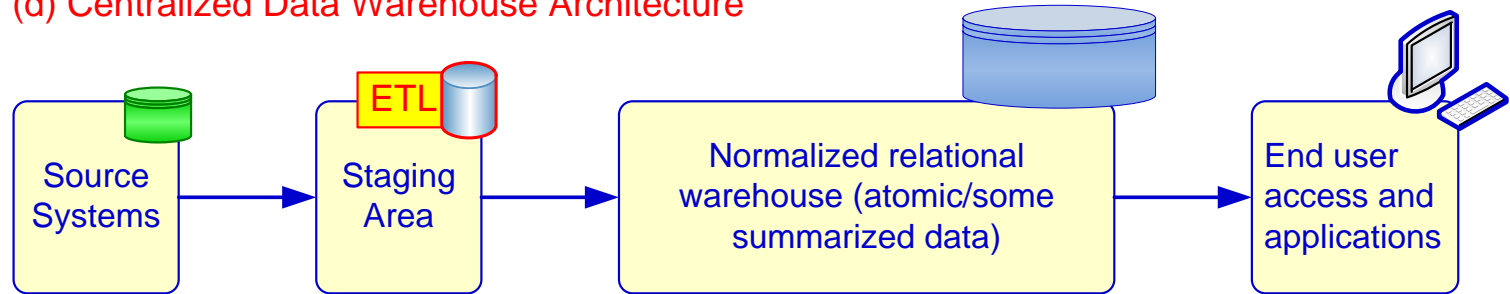 (d) Centralized Data Warehouse Architecture
ETL
Source
Systems
Staging
Area
Normalized relational
warehouse (atomic/some
summarized data)
End user
access and
applications